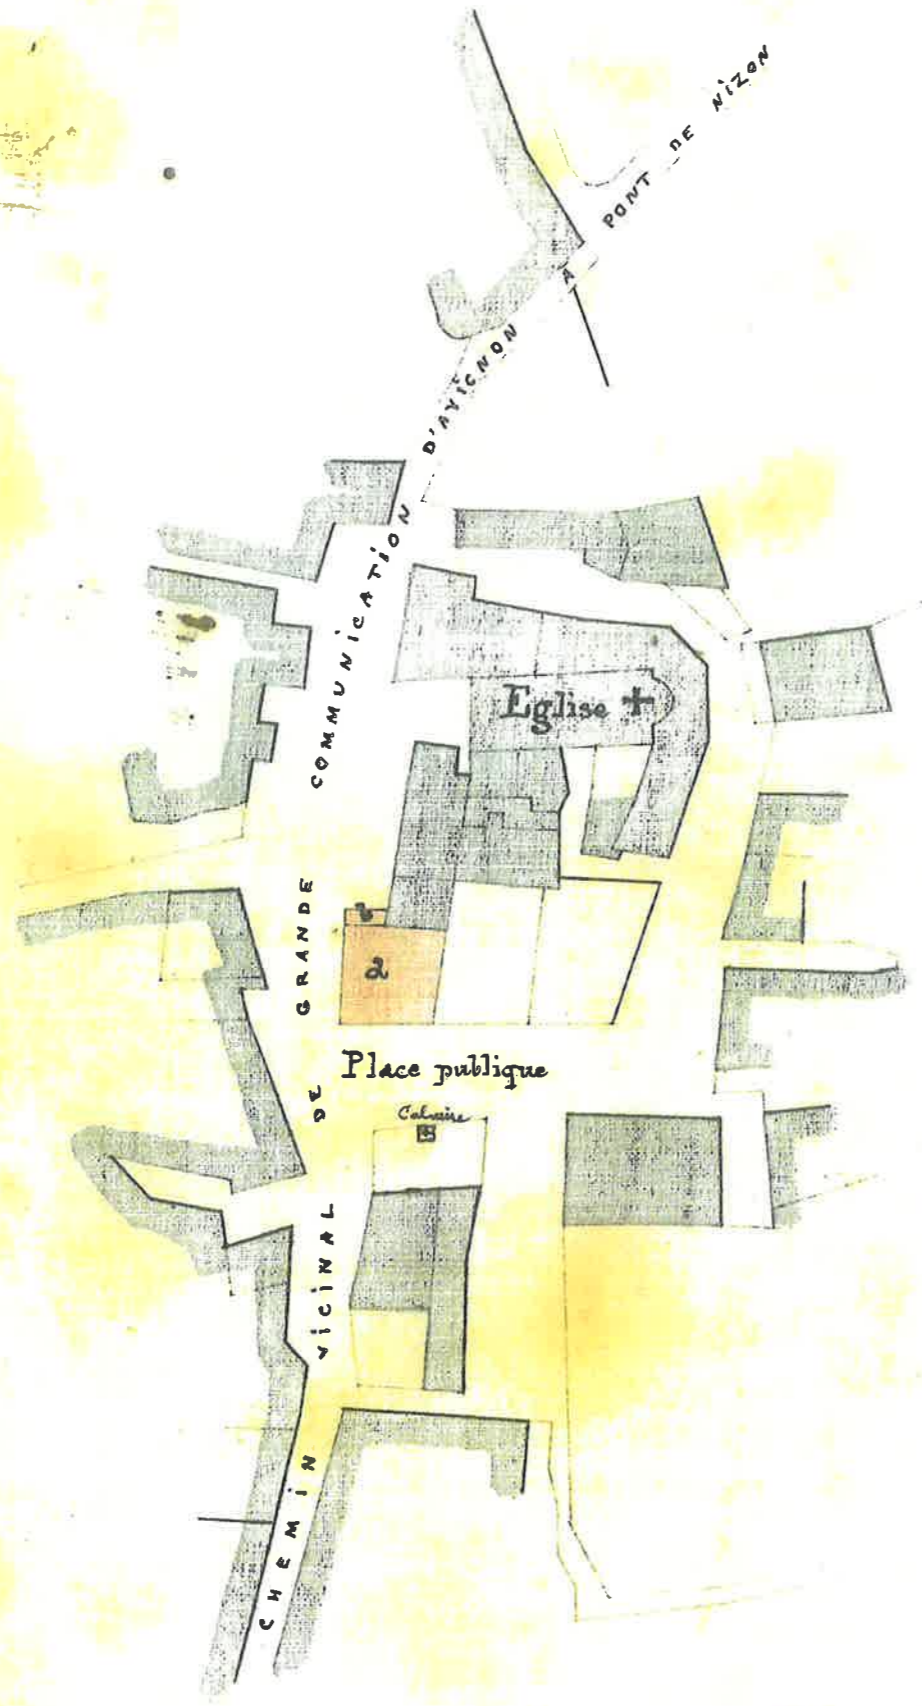 CHEMIN VICINAL DE GRANDE COMMUNICATION D'AVIGNON A PONT DE NIZON
Eglise
2
Place publique
Calvaire